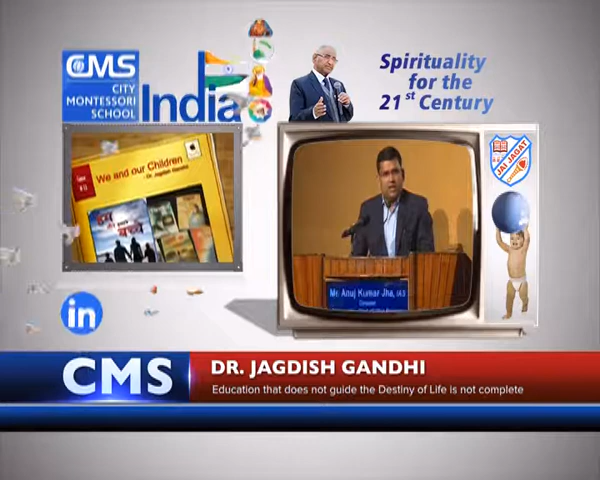 CMS
CITY
MONTESSORI
SCHOOL
India
Spirituality
for the
21st Century
We and our Children
- Dr. Jagdish Gandhi
JAI JAGAT
Mr. Anuj Kumar Jha, IAS
in
CMS
DR. JAGDISH GANDHI
Education that does not guide the Destiny of Life is not complete